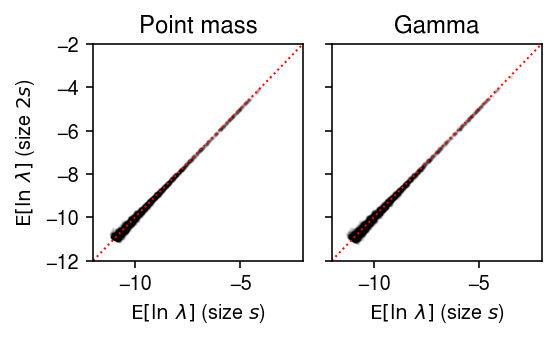 Point mass
Gamma
E[ln λ] (size 2s)
−2
−4
−6
−8
−10
−12
−10 −5
−10 −5
E[ln λ] (size s)
E[ln λ] (size s)